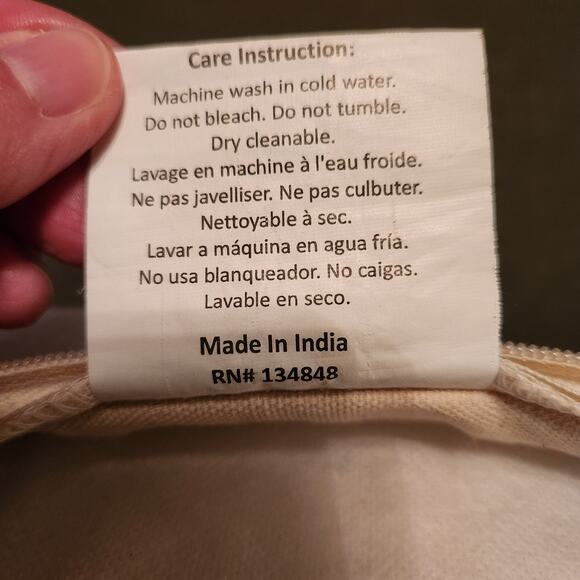 Care Instruction:
Machine wash in cold water.
Do not bleach. Do not tumble.
Dry cleanable.
Lavage en machine à l'eau froide.
Ne pas javelliser. Ne pas culbuter.
Nettoyable à sec.
Lavar a máquina en agua fría.
No usa blanqueador. No caigas.
Lavable en seco.
Made In India
RN# 134848